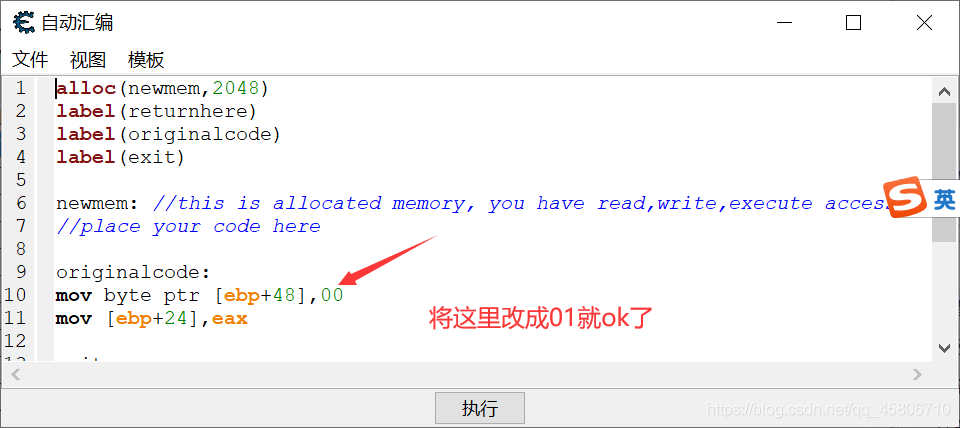 自动汇编
文件 视图 模板
1 alloc(newmem,2048)
2 label(returnhere)
3 label(originalcode)
4 label(exit)
5
6 newmem: //this is allocated memory, you have read,write,execute access
7 //place your code here
8
9 originalcode:
10 mov byte ptr [ebp+48],00
11 mov [ebp+24],eax
12
将这里改成01就ok了
英
执行
https://blog.csdn.net/qq_45806710